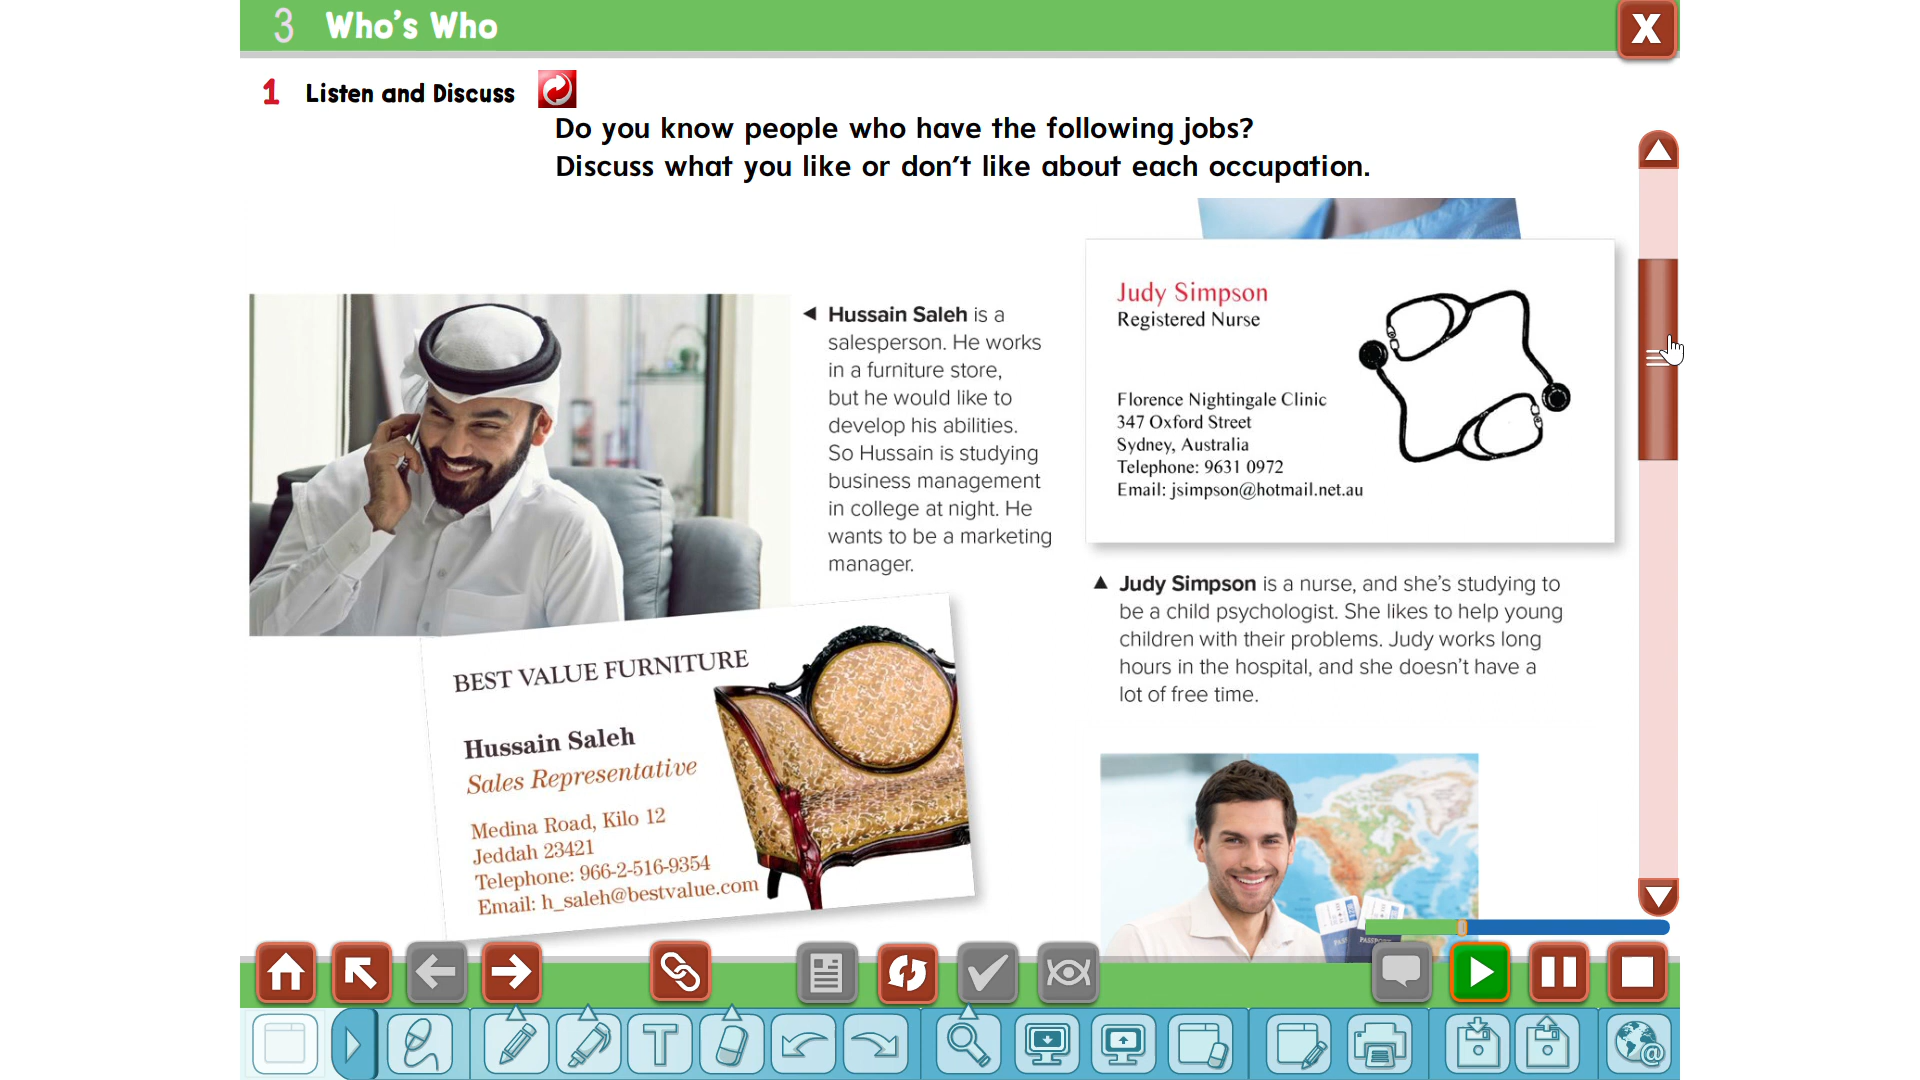 3 Who's Who
X
1 Listen and Discuss
Do you know people who have the following jobs?
Discuss what you like or don't like about each occupation.
◄ Hussain Saleh is a
salesperson. He works
in a furniture store,
but he would like to
develop his abilities.
So Hussain is studying
business management
in college at night. He
wants to be a marketing
manager.
BEST VALUE FURNITURE
Hussain Saleh
Sales Representative
Medina Road, Kilo 12
Jeddah 23421
Telephone: 966-2-516-9354
Email: h_saleh@bestvalue.com
Judy Simpson
Registered Nurse
Florence Nightingale Clinic
347 Oxford Street
Sydney, Australia
Telephone: 9631 0972
Email: jsimpson@hotmail.net.au
▲ Judy Simpson is a nurse, and she's studying to
be a child psychologist. She likes to help young
children with their problems. Judy works long
hours in the hospital, and she doesn't have a
lot of free time.
T
@